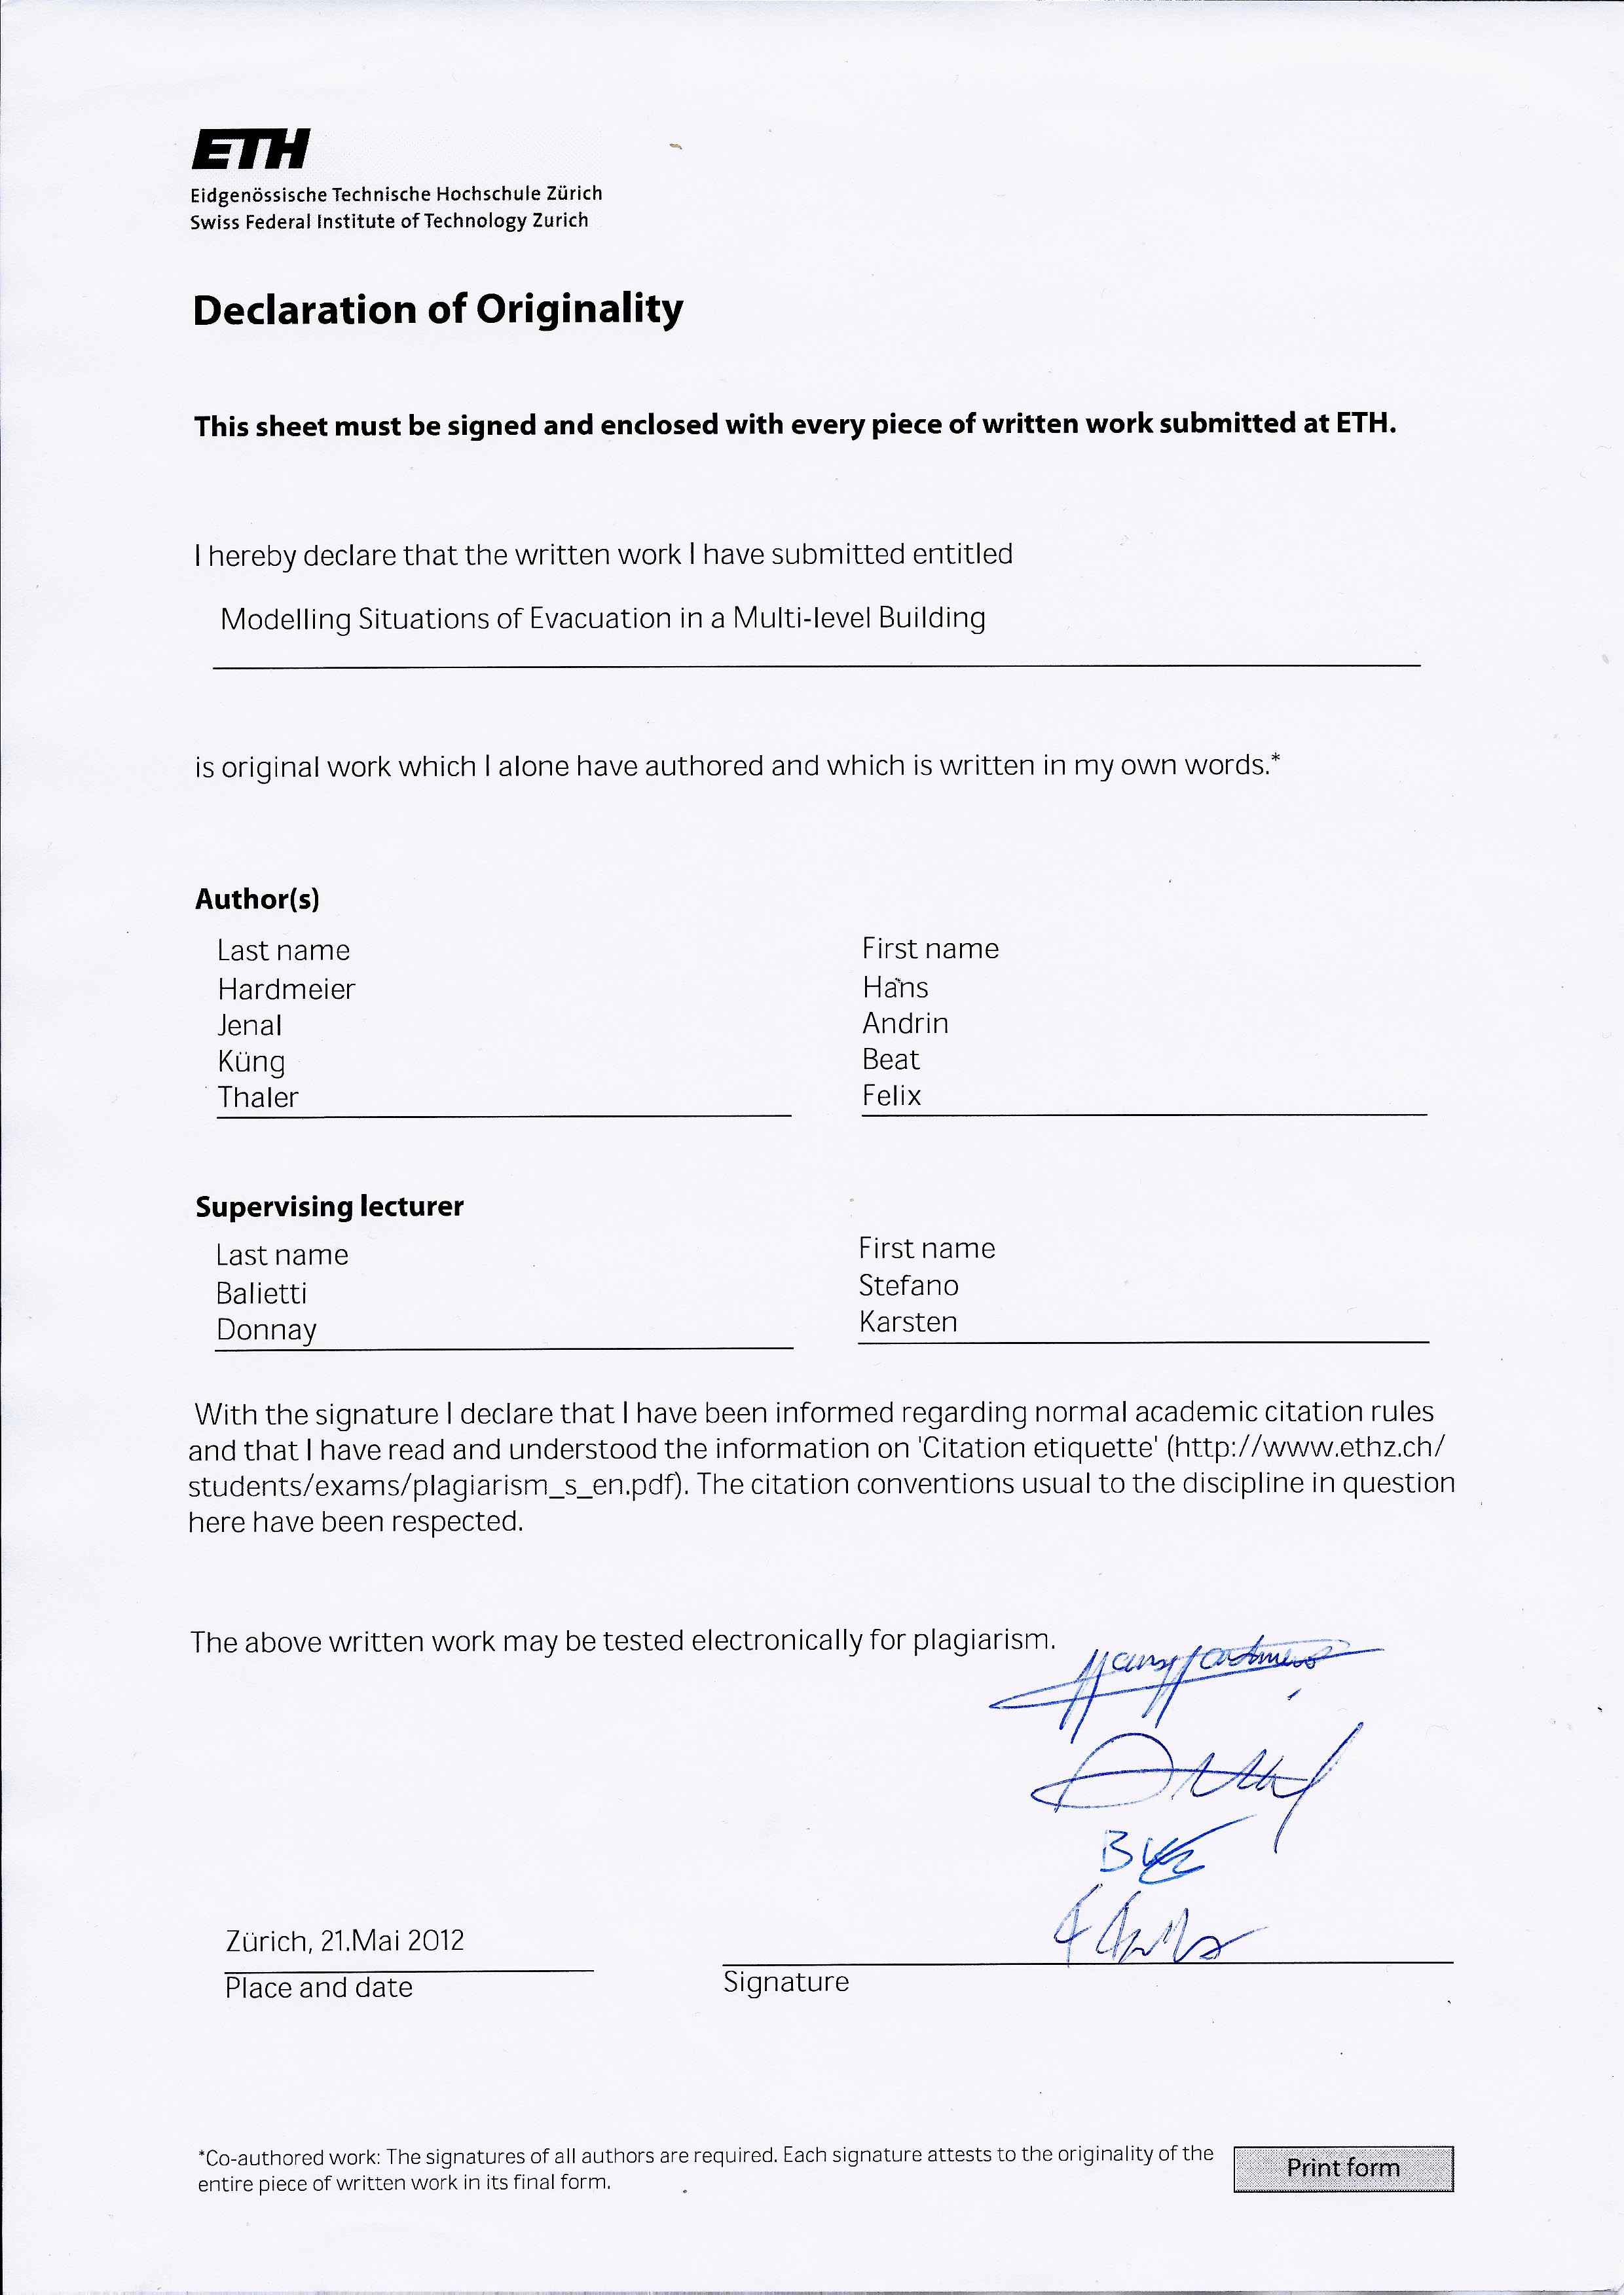 ETH
Eidgenössische Technische Hochschule Zürich
Swiss Federal Institute of Technology Zurich
Declaration of Originality
This sheet must be signed and enclosed with every piece of written work submitted at ETH.
I hereby declare that the written work I have submitted entitled
Modelling Situations of Evacuation in a Multi-level Building
is original work which I alone have authored and which is written in my own words.*
Author(s)
Last name First name
Hardmeier Hans
Jenal Andrin
Küng Beat
Thaler Felix
Supervising lecturer
Last name First name
Balietti Stefano
Donnay Karsten
With the signature I declare that I have been informed regarding normal academic citation rules
and that I have read and understood the information on 'Citation etiquette' (http://www.ethz.ch/
students/exams/plagiarism_s_en.pdf). The citation conventions usual to the discipline in question
here have been respected.
The above written work may be tested electronically for plagiarism.
Zürich, 21.Mai 2012
Place and date Signature
*Co-authored work: The signatures of all authors are required. Each signature attests to the originality of the
entire piece of written work in its final form.
Print form